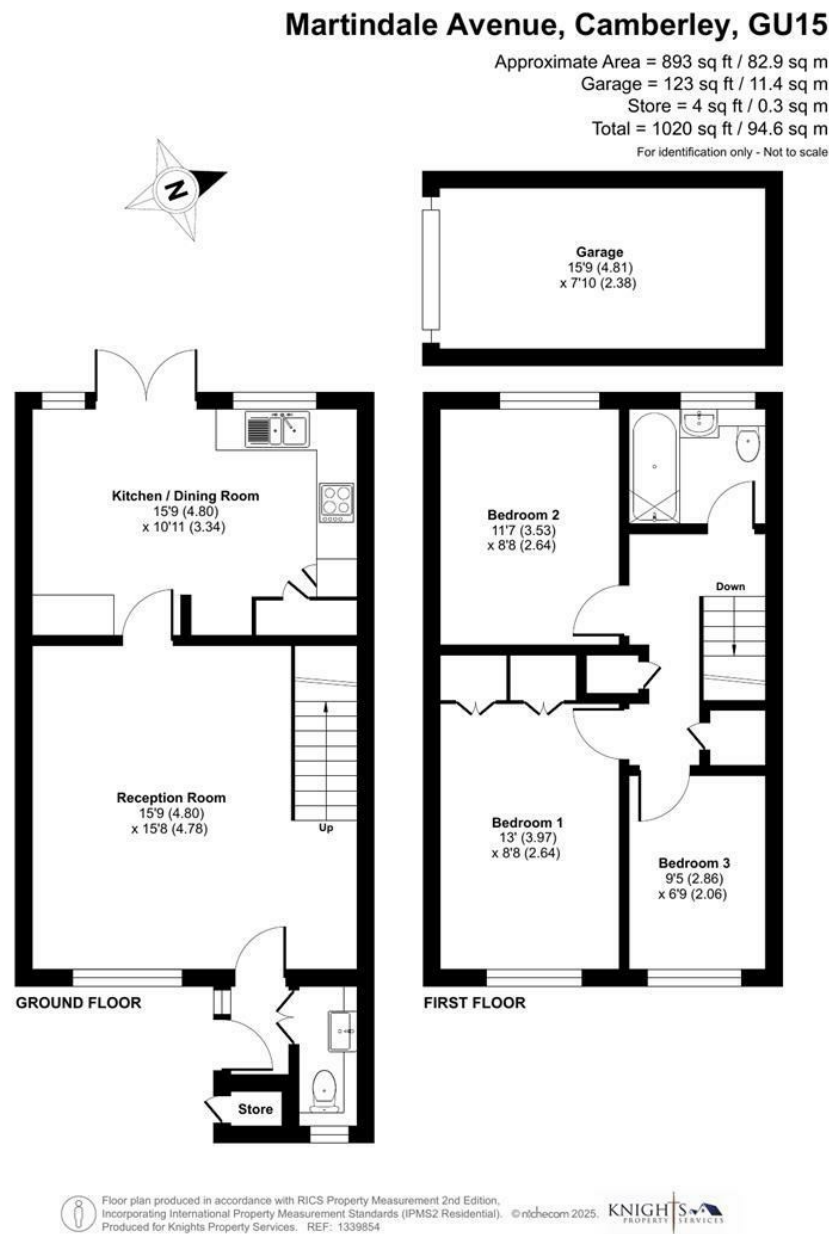 Martindale Avenue, Camberley, GU15
Approximate Area = 893 sq ft / 82.9 sq m
Garage = 123 sq ft / 11.4 sq m
Store = 4 sq ft / 0.3 sq m
Total = 1020 sq ft / 94.6 sq m
For identification only - Not to scale
N
Garage
15'9 (4.81)
x 7'10 (2.38)
Kitchen / Dining Room
15'9 (4.80)
x 10'11 (3.34)
Bedroom 2
11'7 (3.53)
x 8'8 (2.64)
Down
Reception Room
15'9 (4.80)
x 15'8 (4.78)
Up
Bedroom 1
13' (3.97)
x 8'8 (2.64)
Bedroom 3
9'5 (2.86)
x 6'9 (2.06)
GROUND FLOOR
FIRST FLOOR
Store
Floor plan produced in accordance with RICS Property Measurement 2nd Edition,
Incorporating International Property Measurement Standards (IPMS2 Residential). © nichecom 2025.
Produced for Knights Property Services. REF: 1339854
KNIGHTS
PROPERTY SERVICES